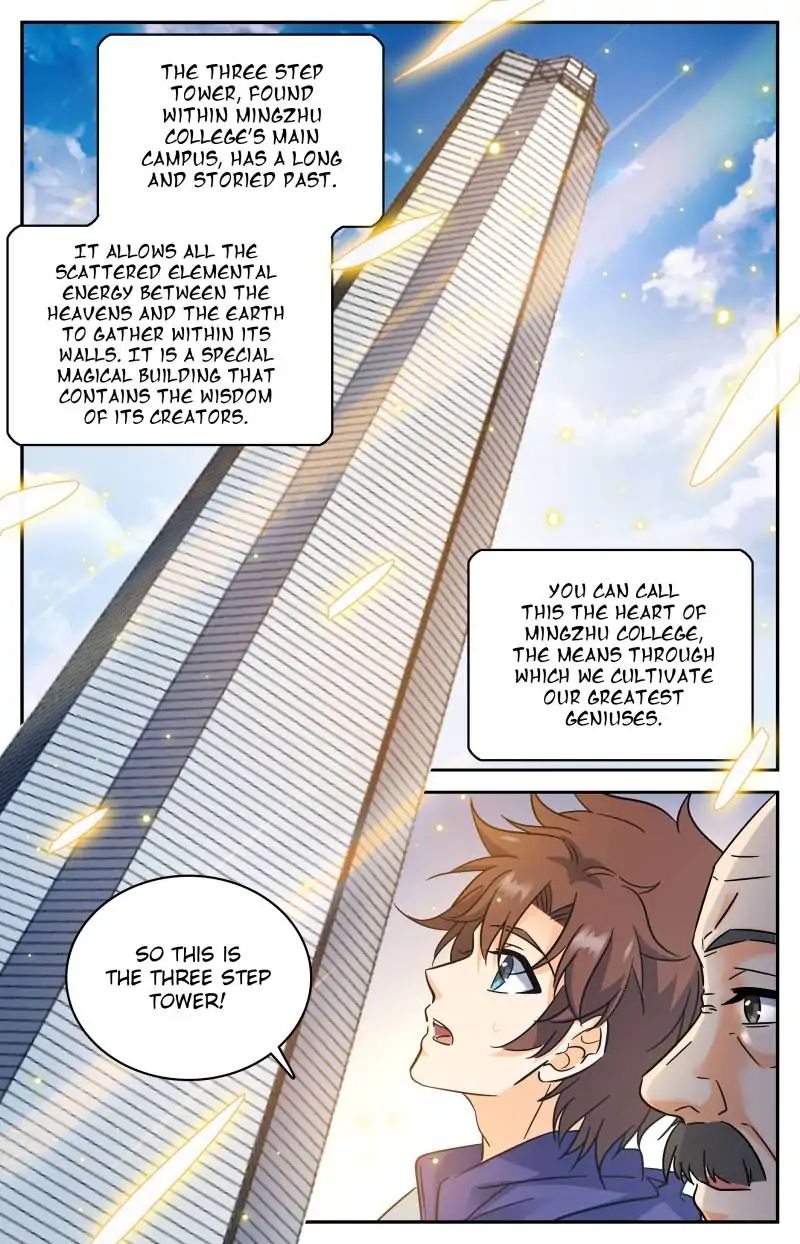 THE THREE STEP
TOWER, FOUND
WITHIN MINGZHU
COLLEGE'S MAIN
CAMPUS, HAS A LONG
AND STORIED PAST.
IT ALLOWS ALL THE
SCATTERED ELEMENTAL
ENERGY BETWEEN THE
HEAVENS AND THE EARTH
TO GATHER WITHIN ITS
WALLS. IT IS A SPECIAL
MAGICAL BUILDING THAT
CONTAINS THE WISDOM
OF ITS CREATORS.
YOU CAN CALL
THIS THE HEART OF
MINGZHU COLLEGE,
THE MEANS THROUGH
WHICH WE CULTIVATE
OUR GREATEST
GENIUSES.
SO THIS IS
THE THREE STEP
TOWER!